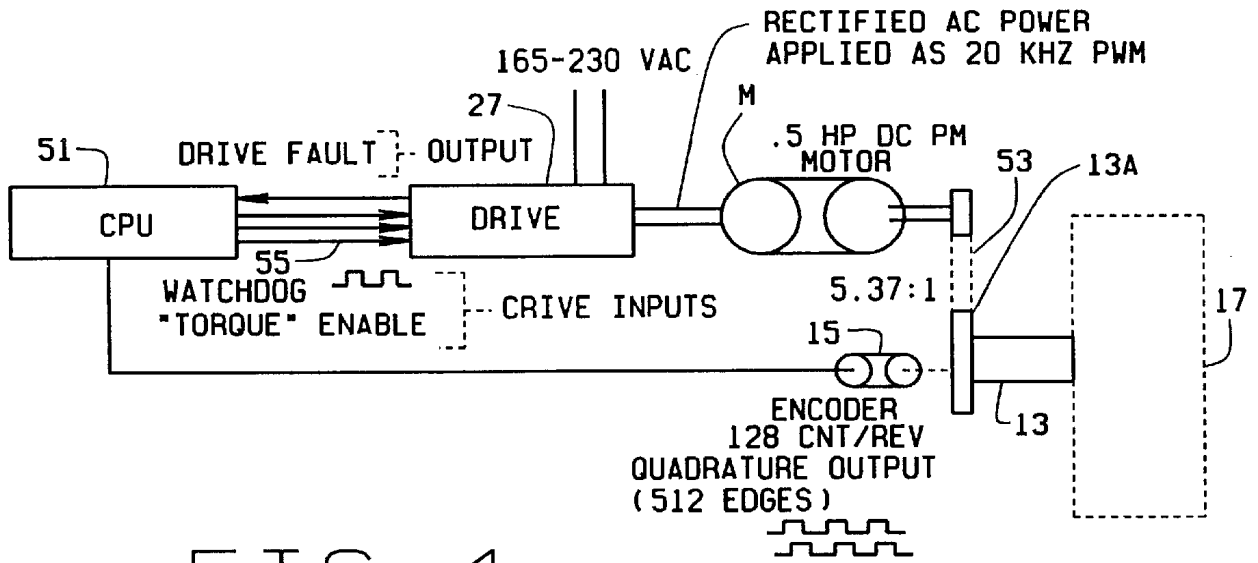 RECTIFIED AC POWER
APPLIED AS 20 KHZ PWM
165-230 VAC
27
M
.5 HP DC PM
MOTOR
51
DRIVE FAULT
OUTPUT
53
13A
CPU
DRIVE
55
WATCHDOG
"TORQUE" ENABLE
CRIVE INPUTS
5.37:1
17
15
13
ENCODER
128 CNT/REV
QUADRATURE OUTPUT
(512 EDGES)